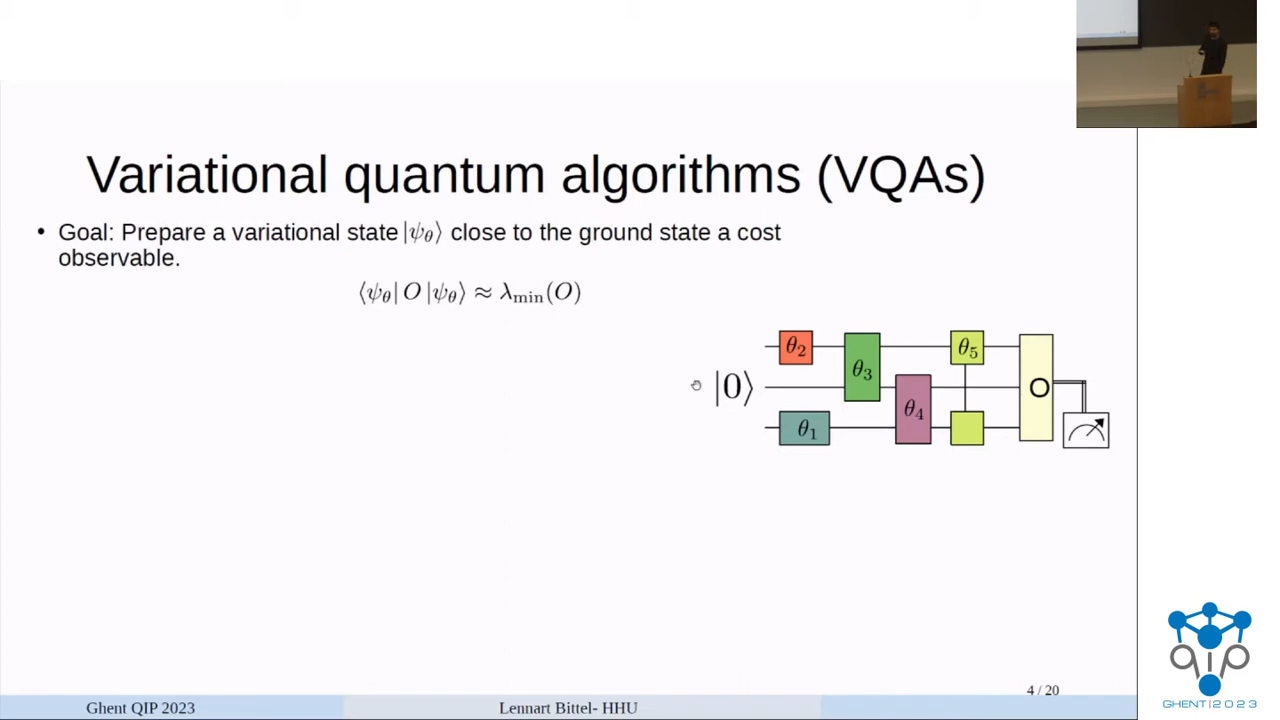 Variational quantum algorithms (VQAs)
• Goal: Prepare a variational state |ψθ⟩ close to the ground state a cost
observable.
⟨ψθ| O |ψθ⟩ ≈ λmin(O)
θ2
θ3
θ5
|0⟩
θ4
O
θ1
4 / 20
Ghent QIP 2023
Lennart Bittel- HHU
qip
GHENT|2023